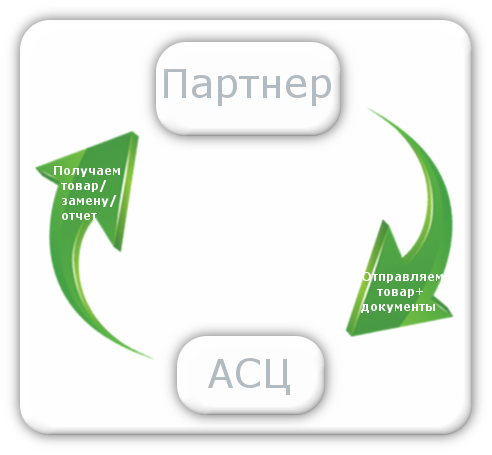 Партнер
Получаем
товар/
замену/
отчет
Отправляем
товар+
документы
АСЦ